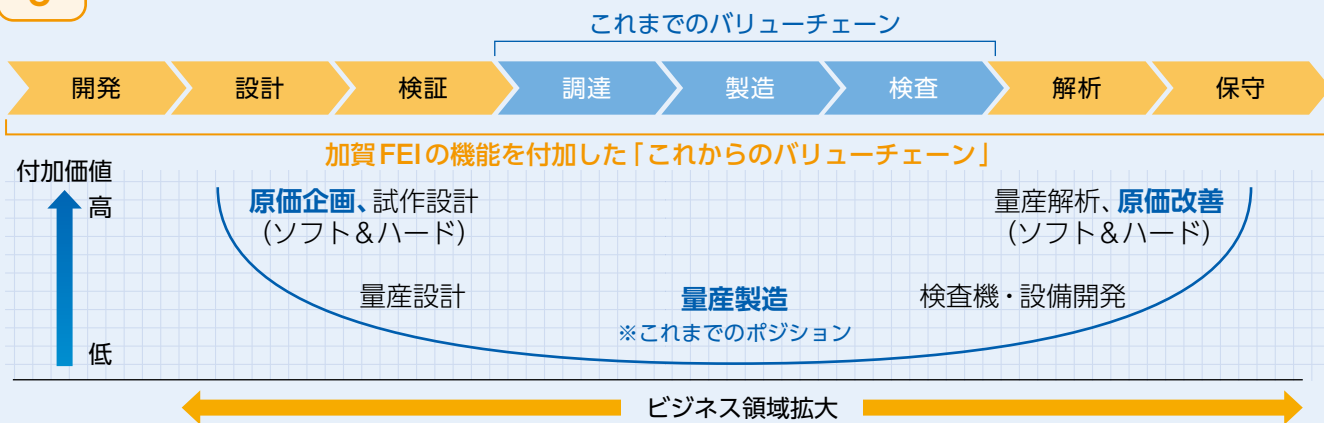 これまでのバリューチェーン
開発 設計 検証 調達 製造 検査 解析 保守
加賀FEIの機能を付加した「これからのバリューチェーン」
付加価値
高
原価企画、試作設計
(ソフト&ハード)
量産解析、原価改善
(ソフト&ハード)
量産設計
量産製造
※これまでのポジション
検査機・設備開発
低
ビジネス領域拡大